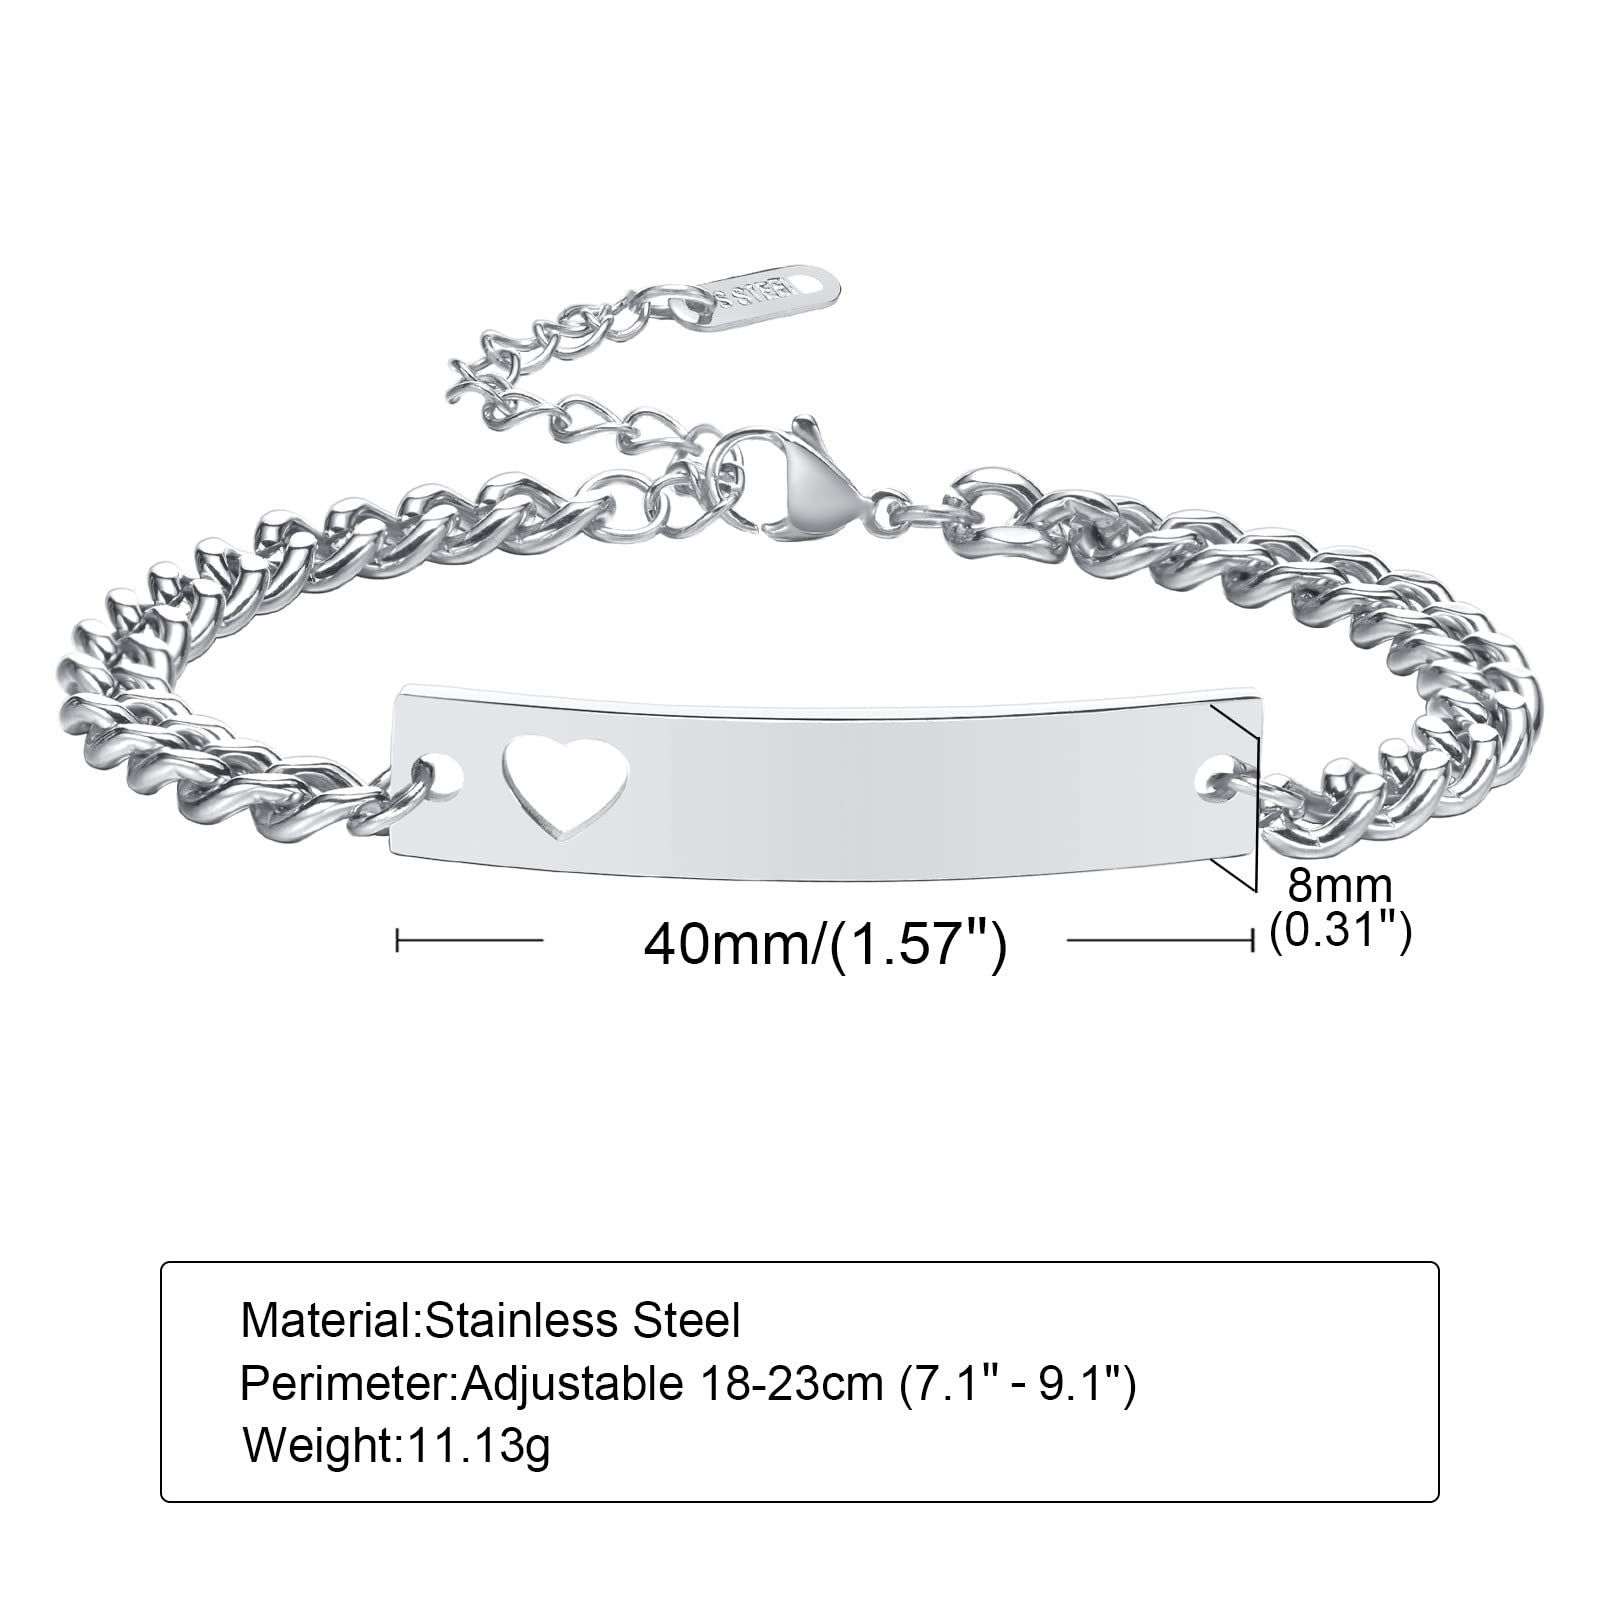 S STEEL
40mm/(1.57")
8mm
(0.31")
Material:Stainless Steel
Perimeter:Adjustable 18-23cm (7.1" - 9.1")
Weight:11.13g